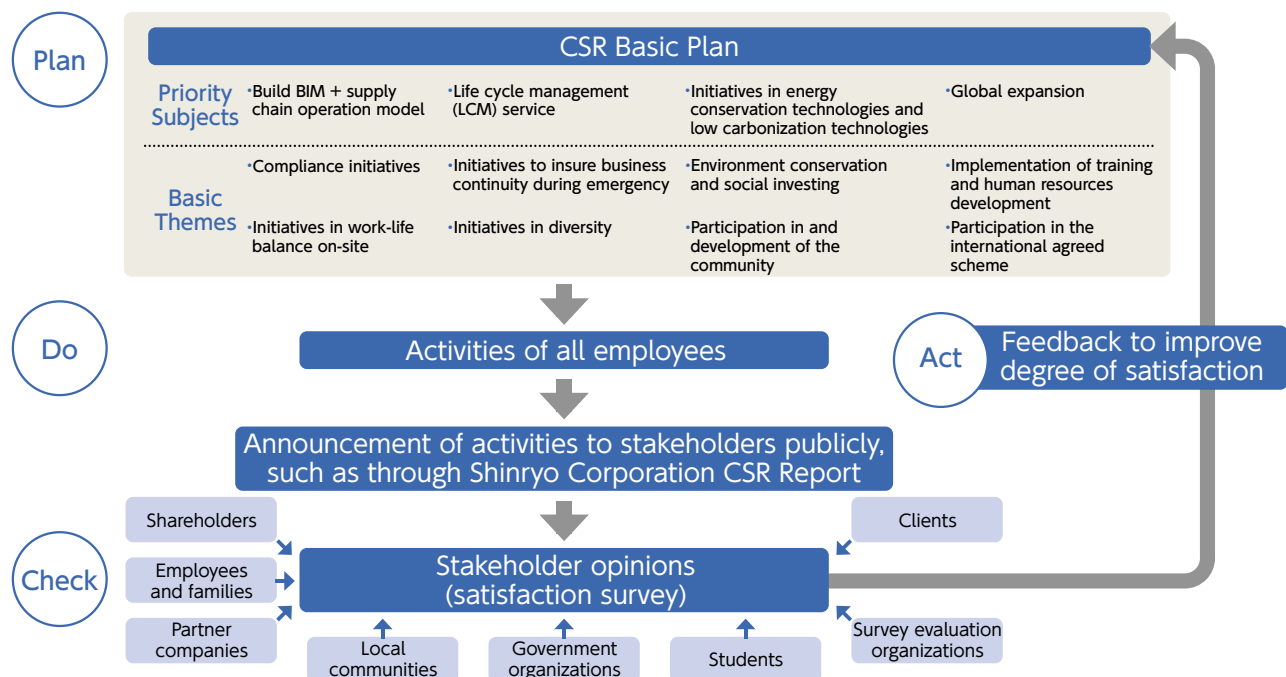 Plan
CSR Basic Plan
Priority
Subjects
•Build BIM + supply
chain operation model
•Life cycle management
(LCM) service
•Initiatives in energy
conservation technologies and
low carbonization technologies
•Global expansion
Basic
Themes
•Compliance initiatives
•Initiatives to insure business
continuity during emergency
•Environment conservation
and social investing
•Implementation of training
and human resources
development
•Initiatives in work-life
balance on-site
•Initiatives in diversity
•Participation in and
development of the
community
•Participation in the
international agreed
scheme
Do
Activities of all employees
Act
Feedback to improve
degree of satisfaction
Announcement of activities to stakeholders publicly,
such as through Shinryo Corporation CSR Report
Check
Shareholders
Clients
Employees
and families
Stakeholder opinions
(satisfaction survey)
Partner
companies
Local
communities
Government
organizations
Students
Survey evaluation
organizations